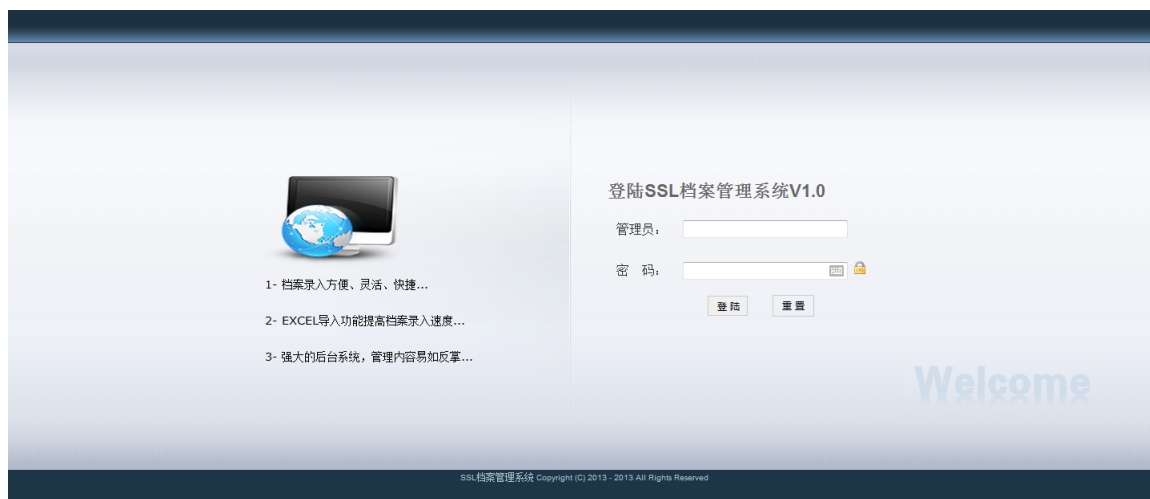 登陆SSL档案管理系统V1.0
管理员：
密 码：
登陆 重置
1- 档案录入方便、灵活、快捷...
2- EXCEL导入功能提高档案录入速度...
3- 强大的后台系统，管理内容易如反掌...
Welcome
SSL档案管理系统 Copyright (C) 2013 - 2013 All Rights Reserved